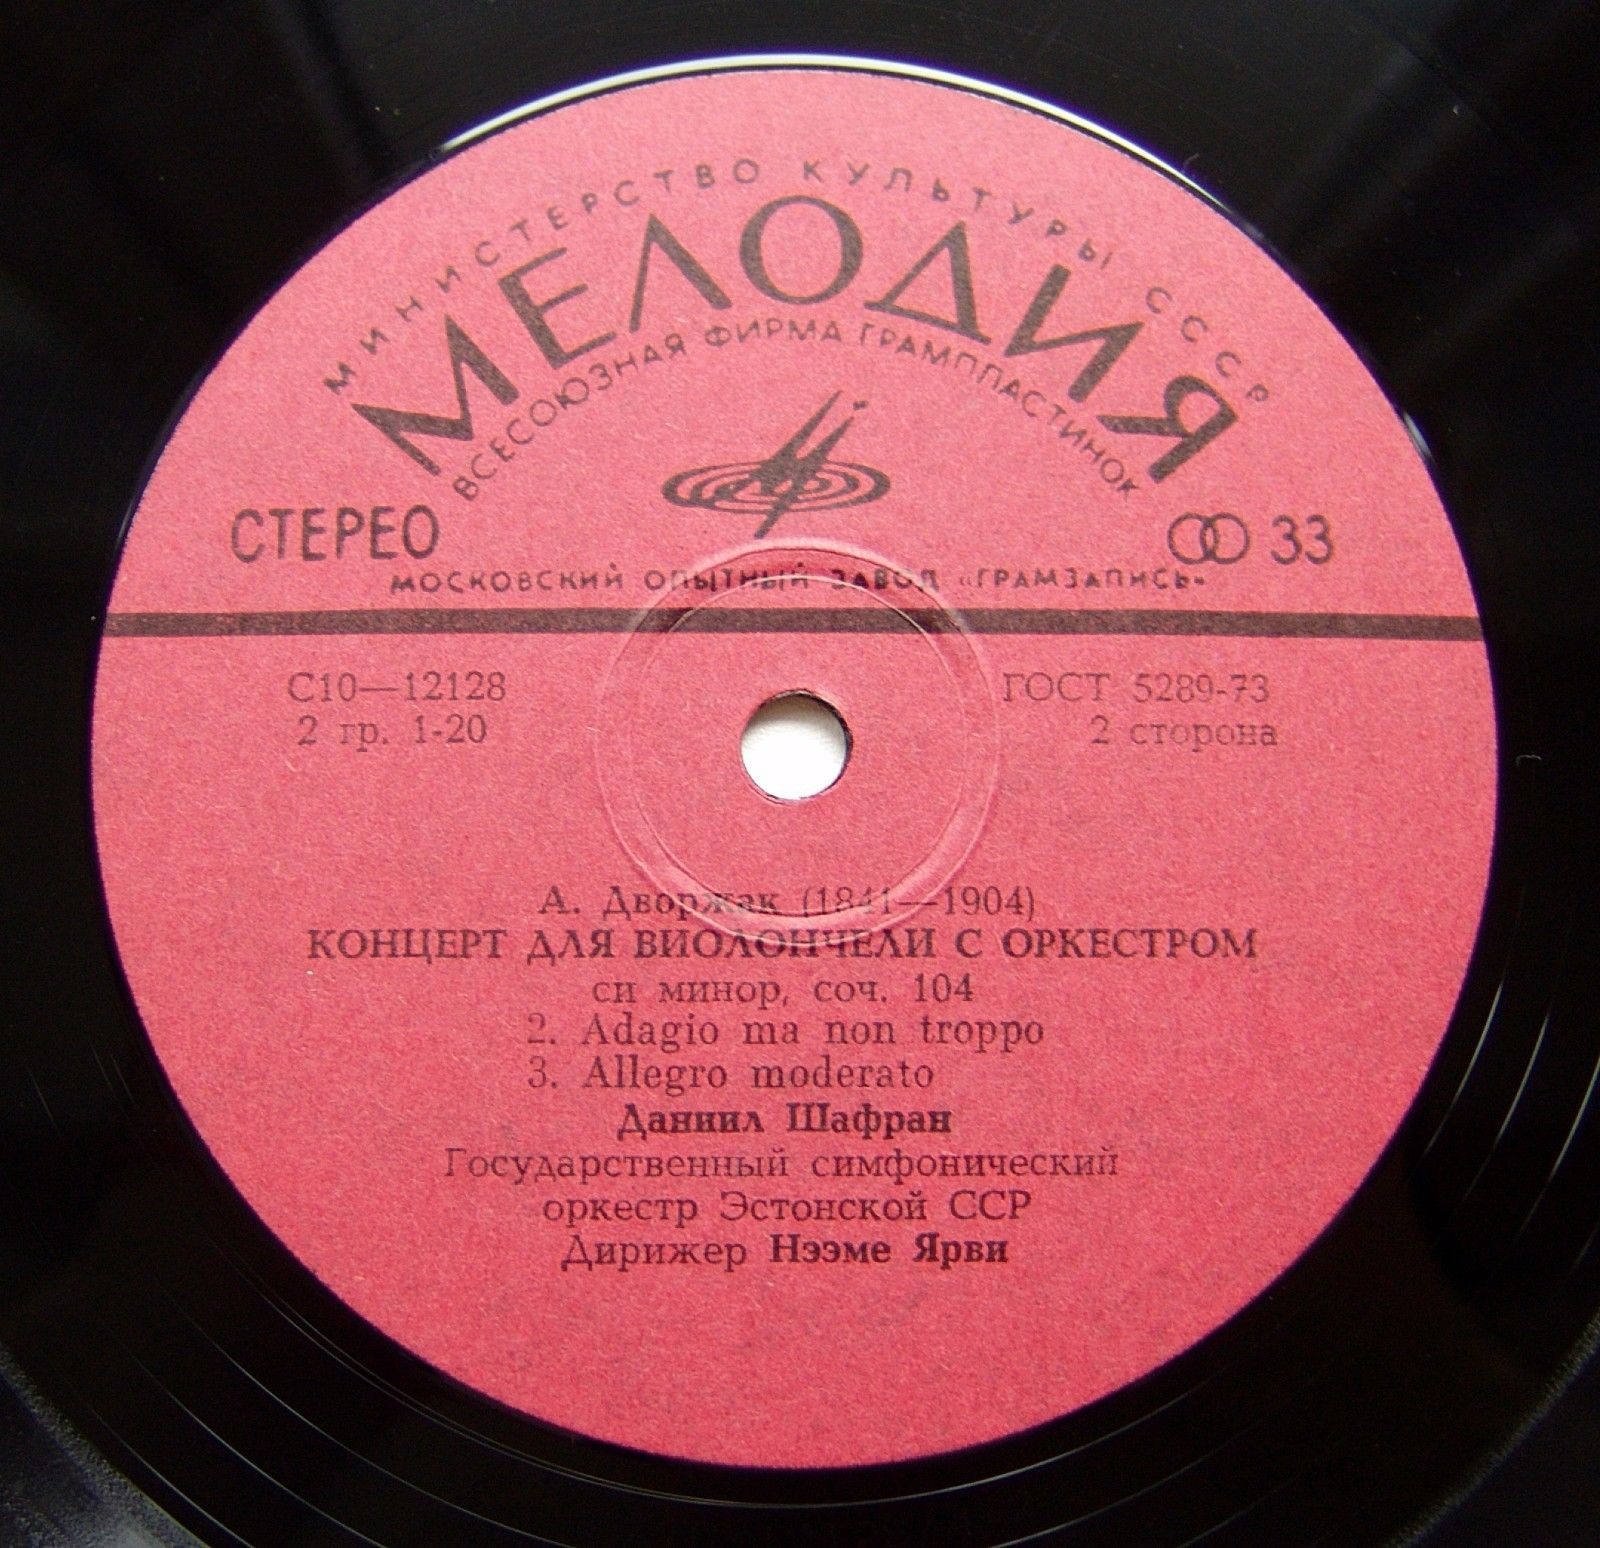 МИНИСТЕРСТВО КУЛЬТУРЫ СССР
МЕЛОДИЯ
ВСЕСОЮЗНАЯ ФИРМА ГРАМПЛАСТИНОК
СТЕРЕО
33
МОСКОВСКИЙ ОПЫТНЫЙ ЗАВОД «ГРАМЗАПИСЬ»
С10—12128
ГОСТ 5289-73
2 гр. 1-20
2 сторона
А. Дворжак (1841—1904)
КОНЦЕРТ ДЛЯ ВИОЛОНЧЕЛИ С ОРКЕСТРОМ
си минор, соч. 104
2. Adagio ma non troppo
3. Allegro moderato
Даниил Шафран
Государственный симфонический
оркестр Эстонской ССР
Дирижер Нээме Ярви